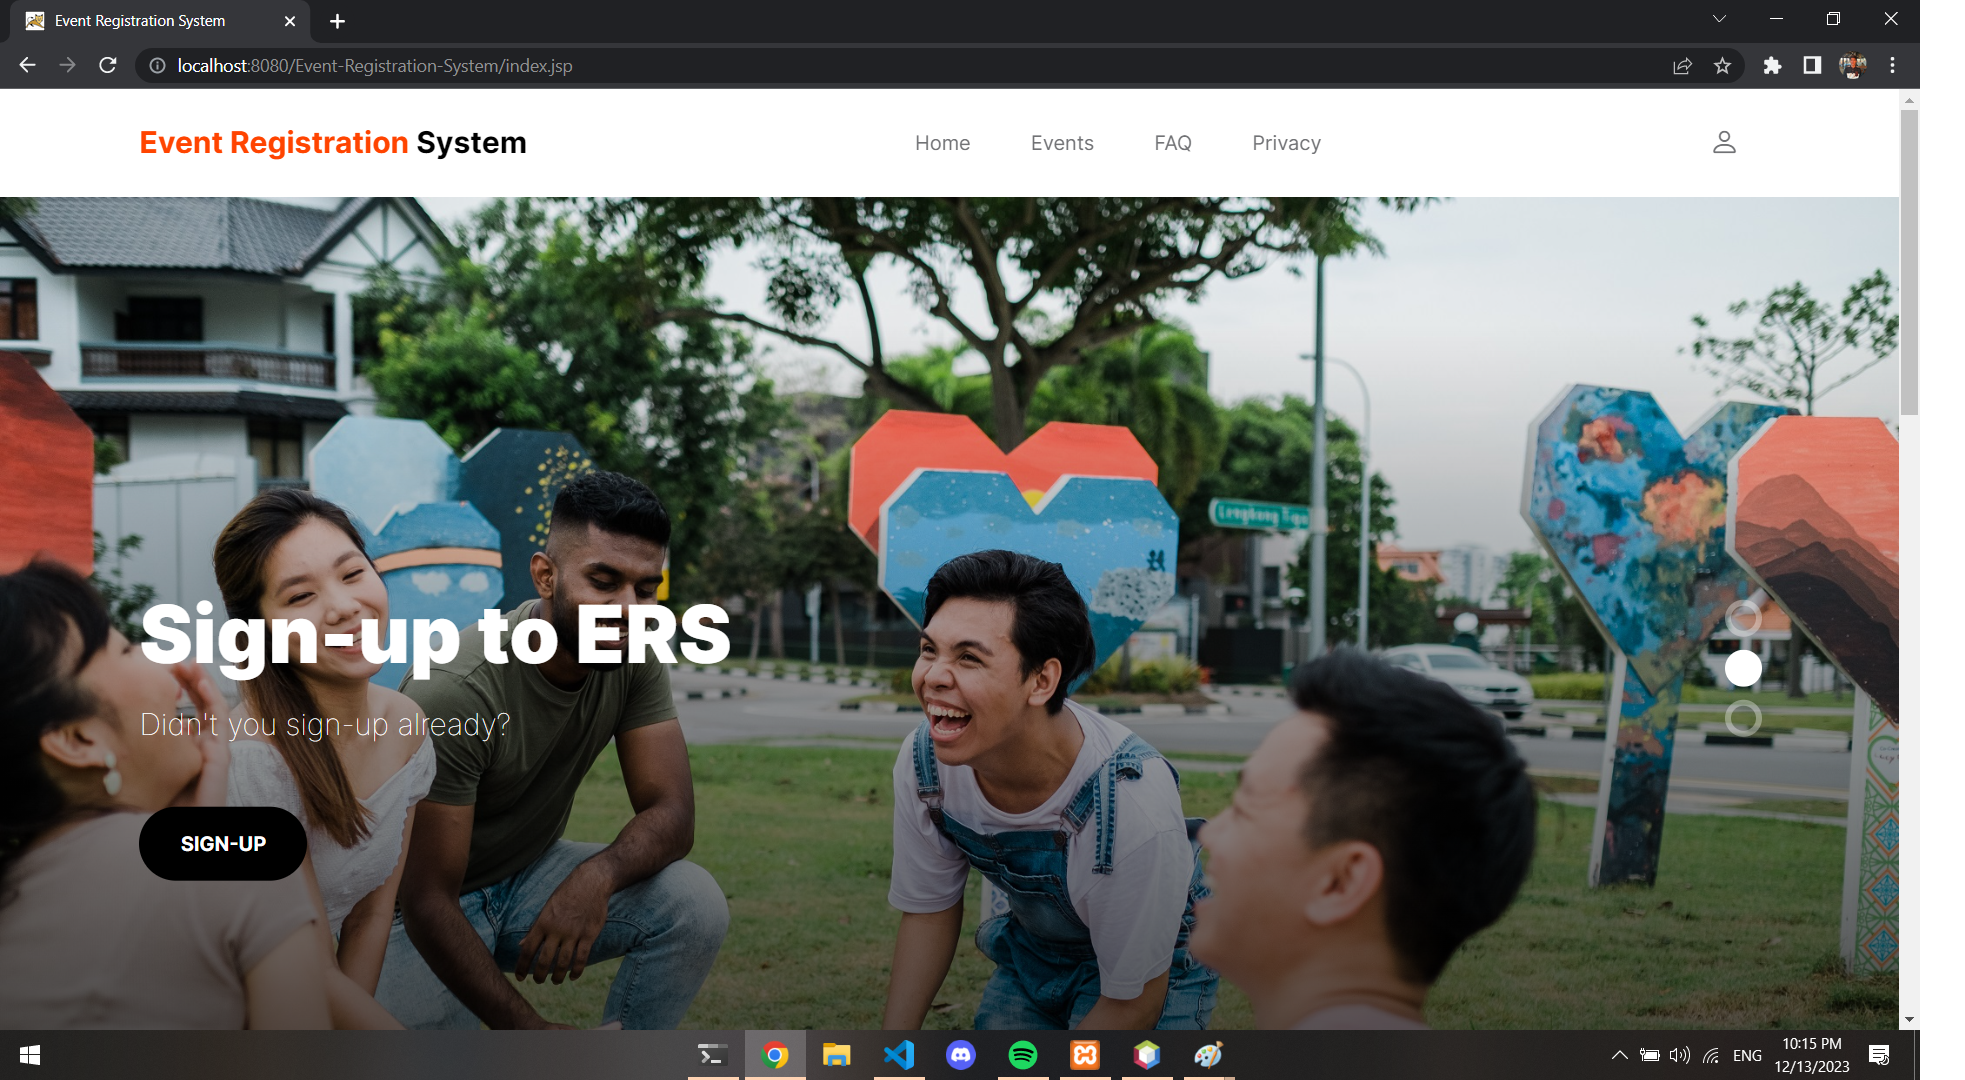 Event Registration System
localhost:8080/Event-Registration-System/index.jsp
Event Registration System
Home Events FAQ Privacy
Sign-up to ERS
Didn't you sign-up already?
SIGN-UP
ENG
10:15 PM
12/13/2023